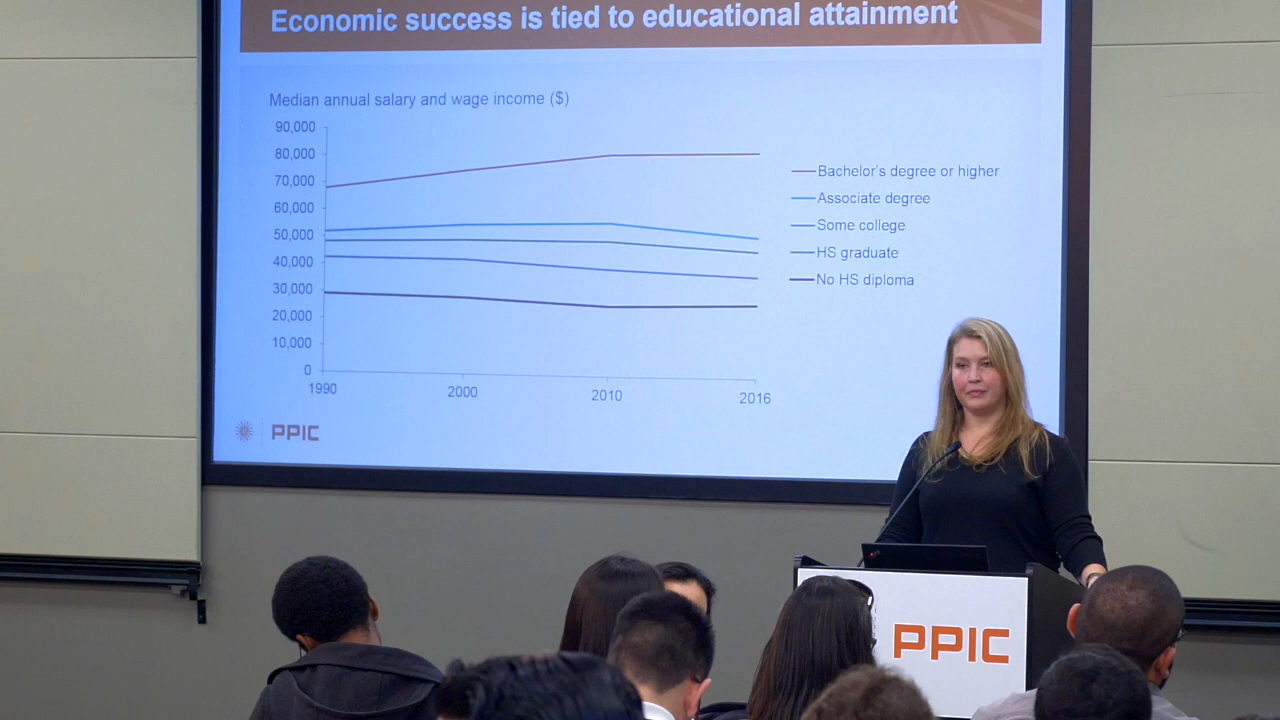 Economic success is tied to educational attainment
Median annual salary and wage income ($)
90,000
80,000
70,000
60,000
50,000
40,000
30,000
20,000
10,000
0
1990
2000
2010
2016
Bachelor's degree or higher
Associate degree
Some college
HS graduate
No HS diploma
PPIC
PPIC